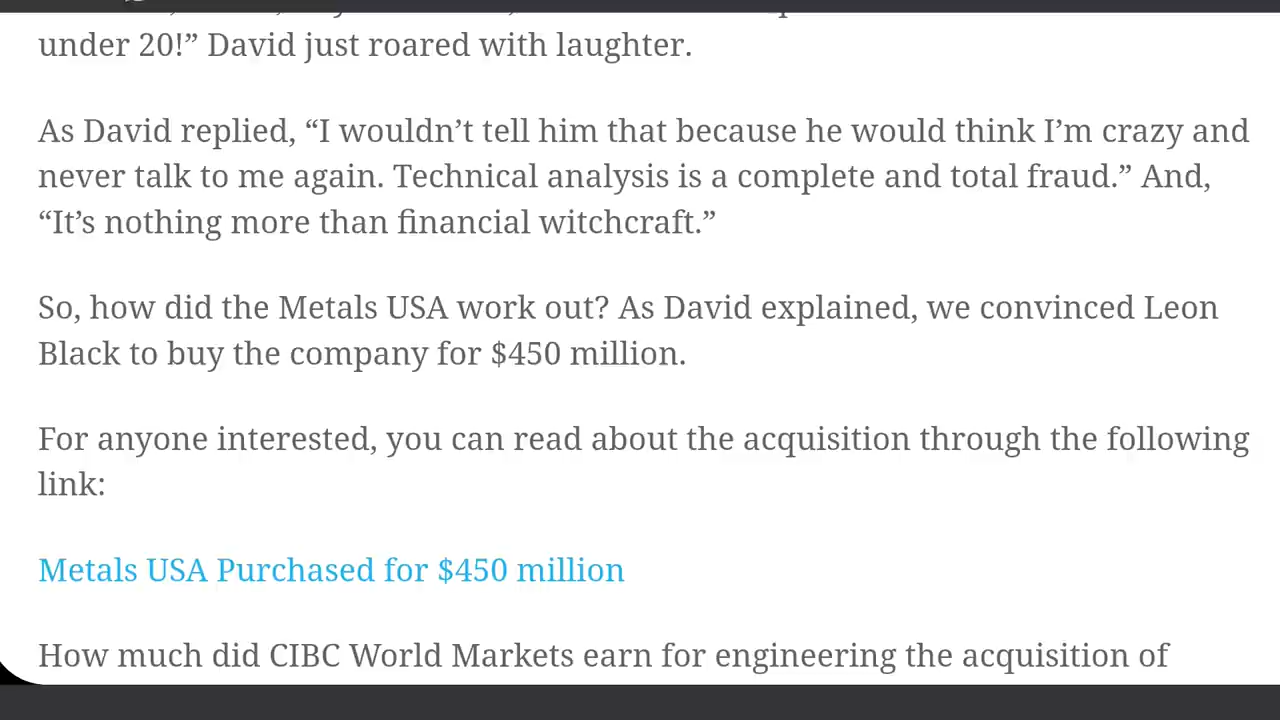 under 20!” David just roared with laughter.
As David replied, “I wouldn’t tell him that because he would think I’m crazy and
never talk to me again. Technical analysis is a complete and total fraud.” And,
“It’s nothing more than financial witchcraft.”
So, how did the Metals USA work out? As David explained, we convinced Leon
Black to buy the company for $450 million.
For anyone interested, you can read about the acquisition through the following
link:
Metals USA Purchased for $450 million
How much did CIBC World Markets earn for engineering the acquisition of